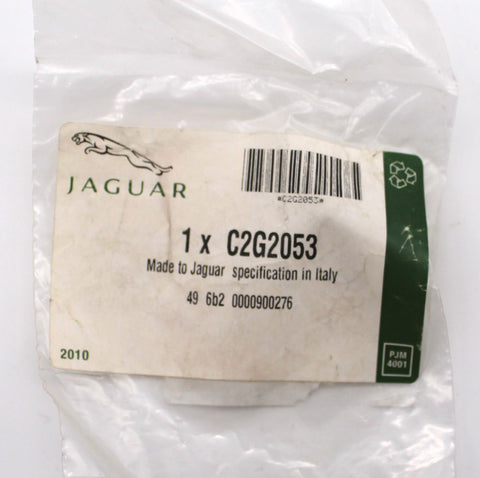 JAGUAR
*C2G2053*
1 x C2G2053
Made to Jaguar specification in Italy
49 6b2 0000900276
2010
PJM
4001